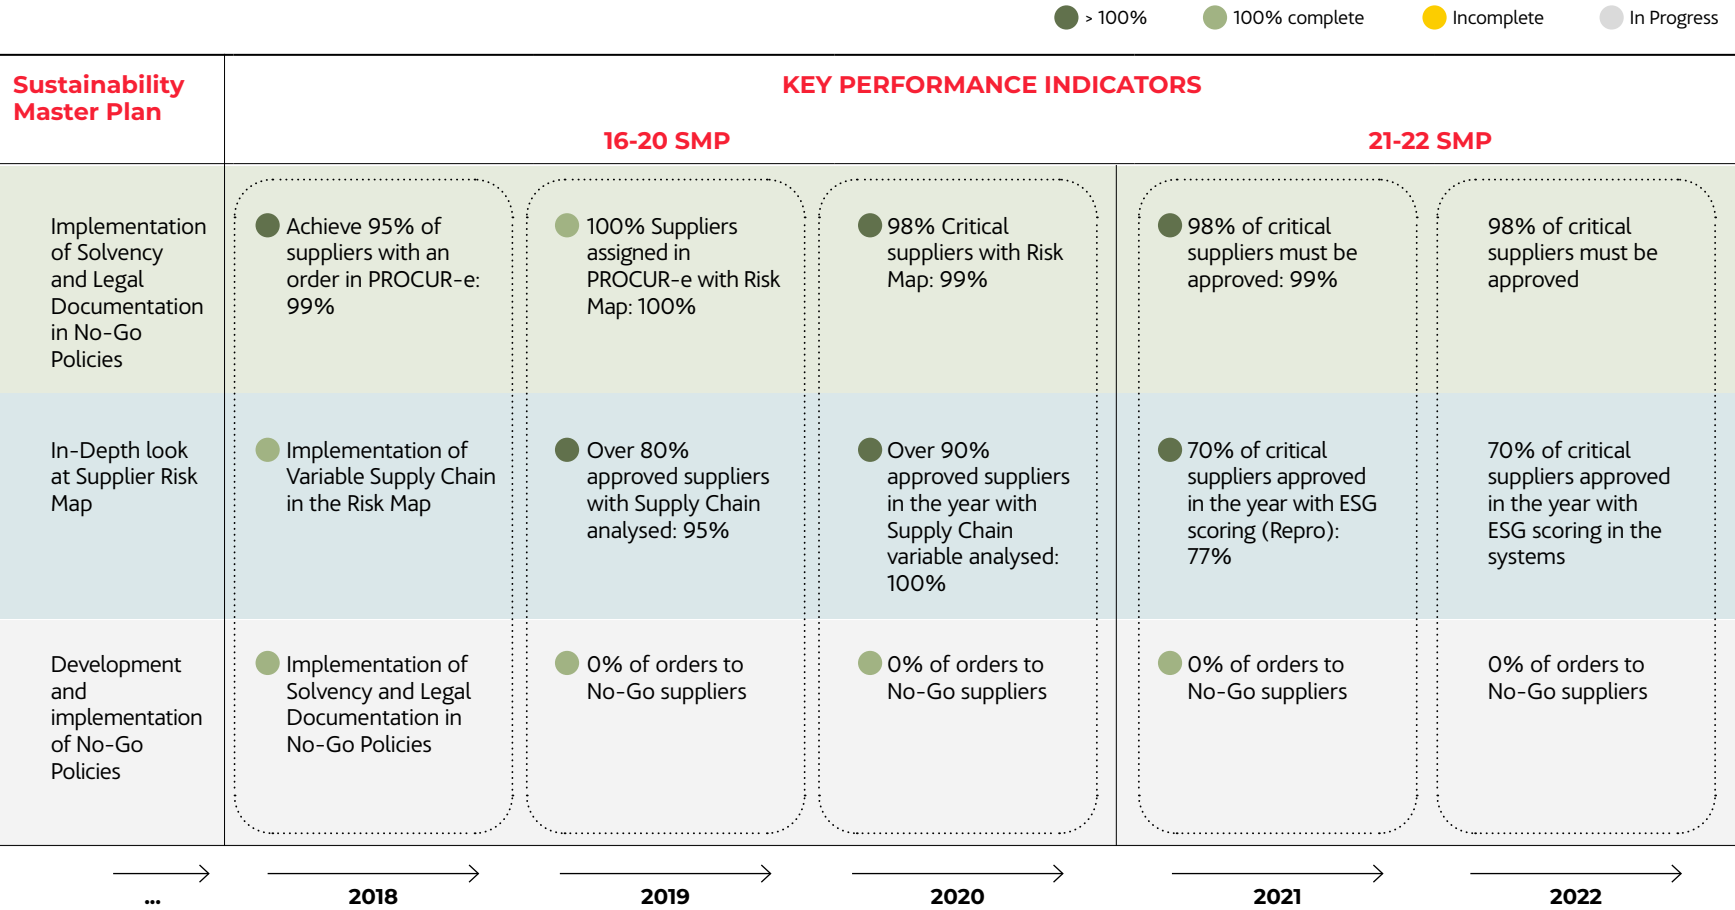 > 100%
100% complete
Incomplete
In Progress
Sustainability
Master Plan
KEY PERFORMANCE INDICATORS
16-20 SMP
21-22 SMP
Implementation
of Solvency
and Legal
Documentation
in No-Go
Policies
Achieve 95% of
suppliers with an
order in PROCUR-e:
99%
100% Suppliers
assigned in
PROCUR-e with Risk
Map: 100%
98% Critical
suppliers with Risk
Map: 99%
98% of critical
suppliers must be
approved: 99%
98% of critical
suppliers must be
approved
In-Depth look
at Supplier Risk
Map
Implementation of
Variable Supply Chain
in the Risk Map
Over 80%
approved suppliers
with Supply Chain
analysed: 95%
Over 90%
approved suppliers
in the year with
Supply Chain
variable analysed:
100%
70% of critical
suppliers approved
in the year with ESG
scoring (Repro):
77%
70% of critical
suppliers approved
in the year with
ESG scoring in the
systems
Development
and
implementation
of No-Go
Policies
Implementation of
Solvency and Legal
Documentation in
No-Go Policies
0% of orders to
No-Go suppliers
0% of orders to
No-Go suppliers
0% of orders to
No-Go suppliers
0% of orders to
No-Go suppliers
...
2018
2019
2020
2021
2022